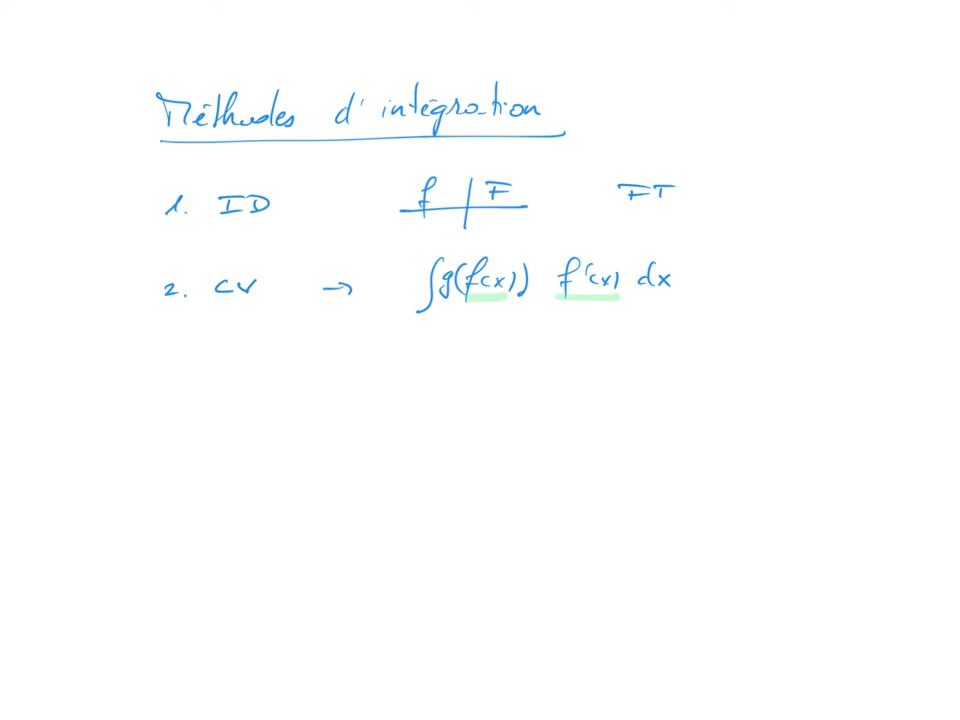 Méthodes d'intégration
1. ID f | F FT
2. CV → ∫g(f(x)) f'(x) dx